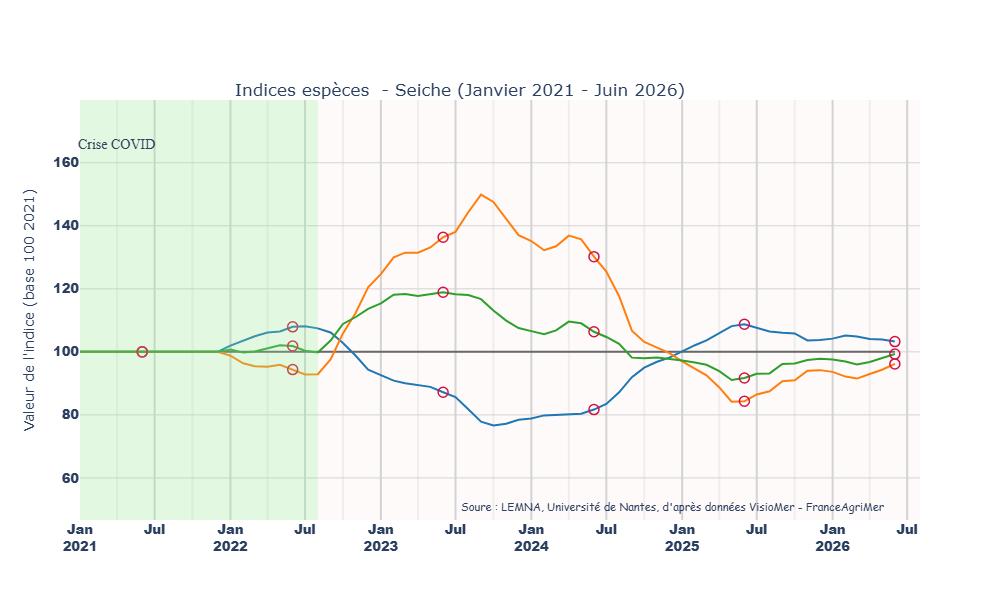 Indices espèces - Seiche (Janvier 2021 - Juin 2026)
Crise COVID
Valeur de l'indice (base 100 2021)
160
140
120
100
80
60
Soure : LEMNA, Université de Nantes, d'après données VisioMer - FranceAgriMer
Jan Jul Jan Jul Jan Jul Jan Jul Jan Jul Jan Jul
2021 2022 2023 2024 2025 2026